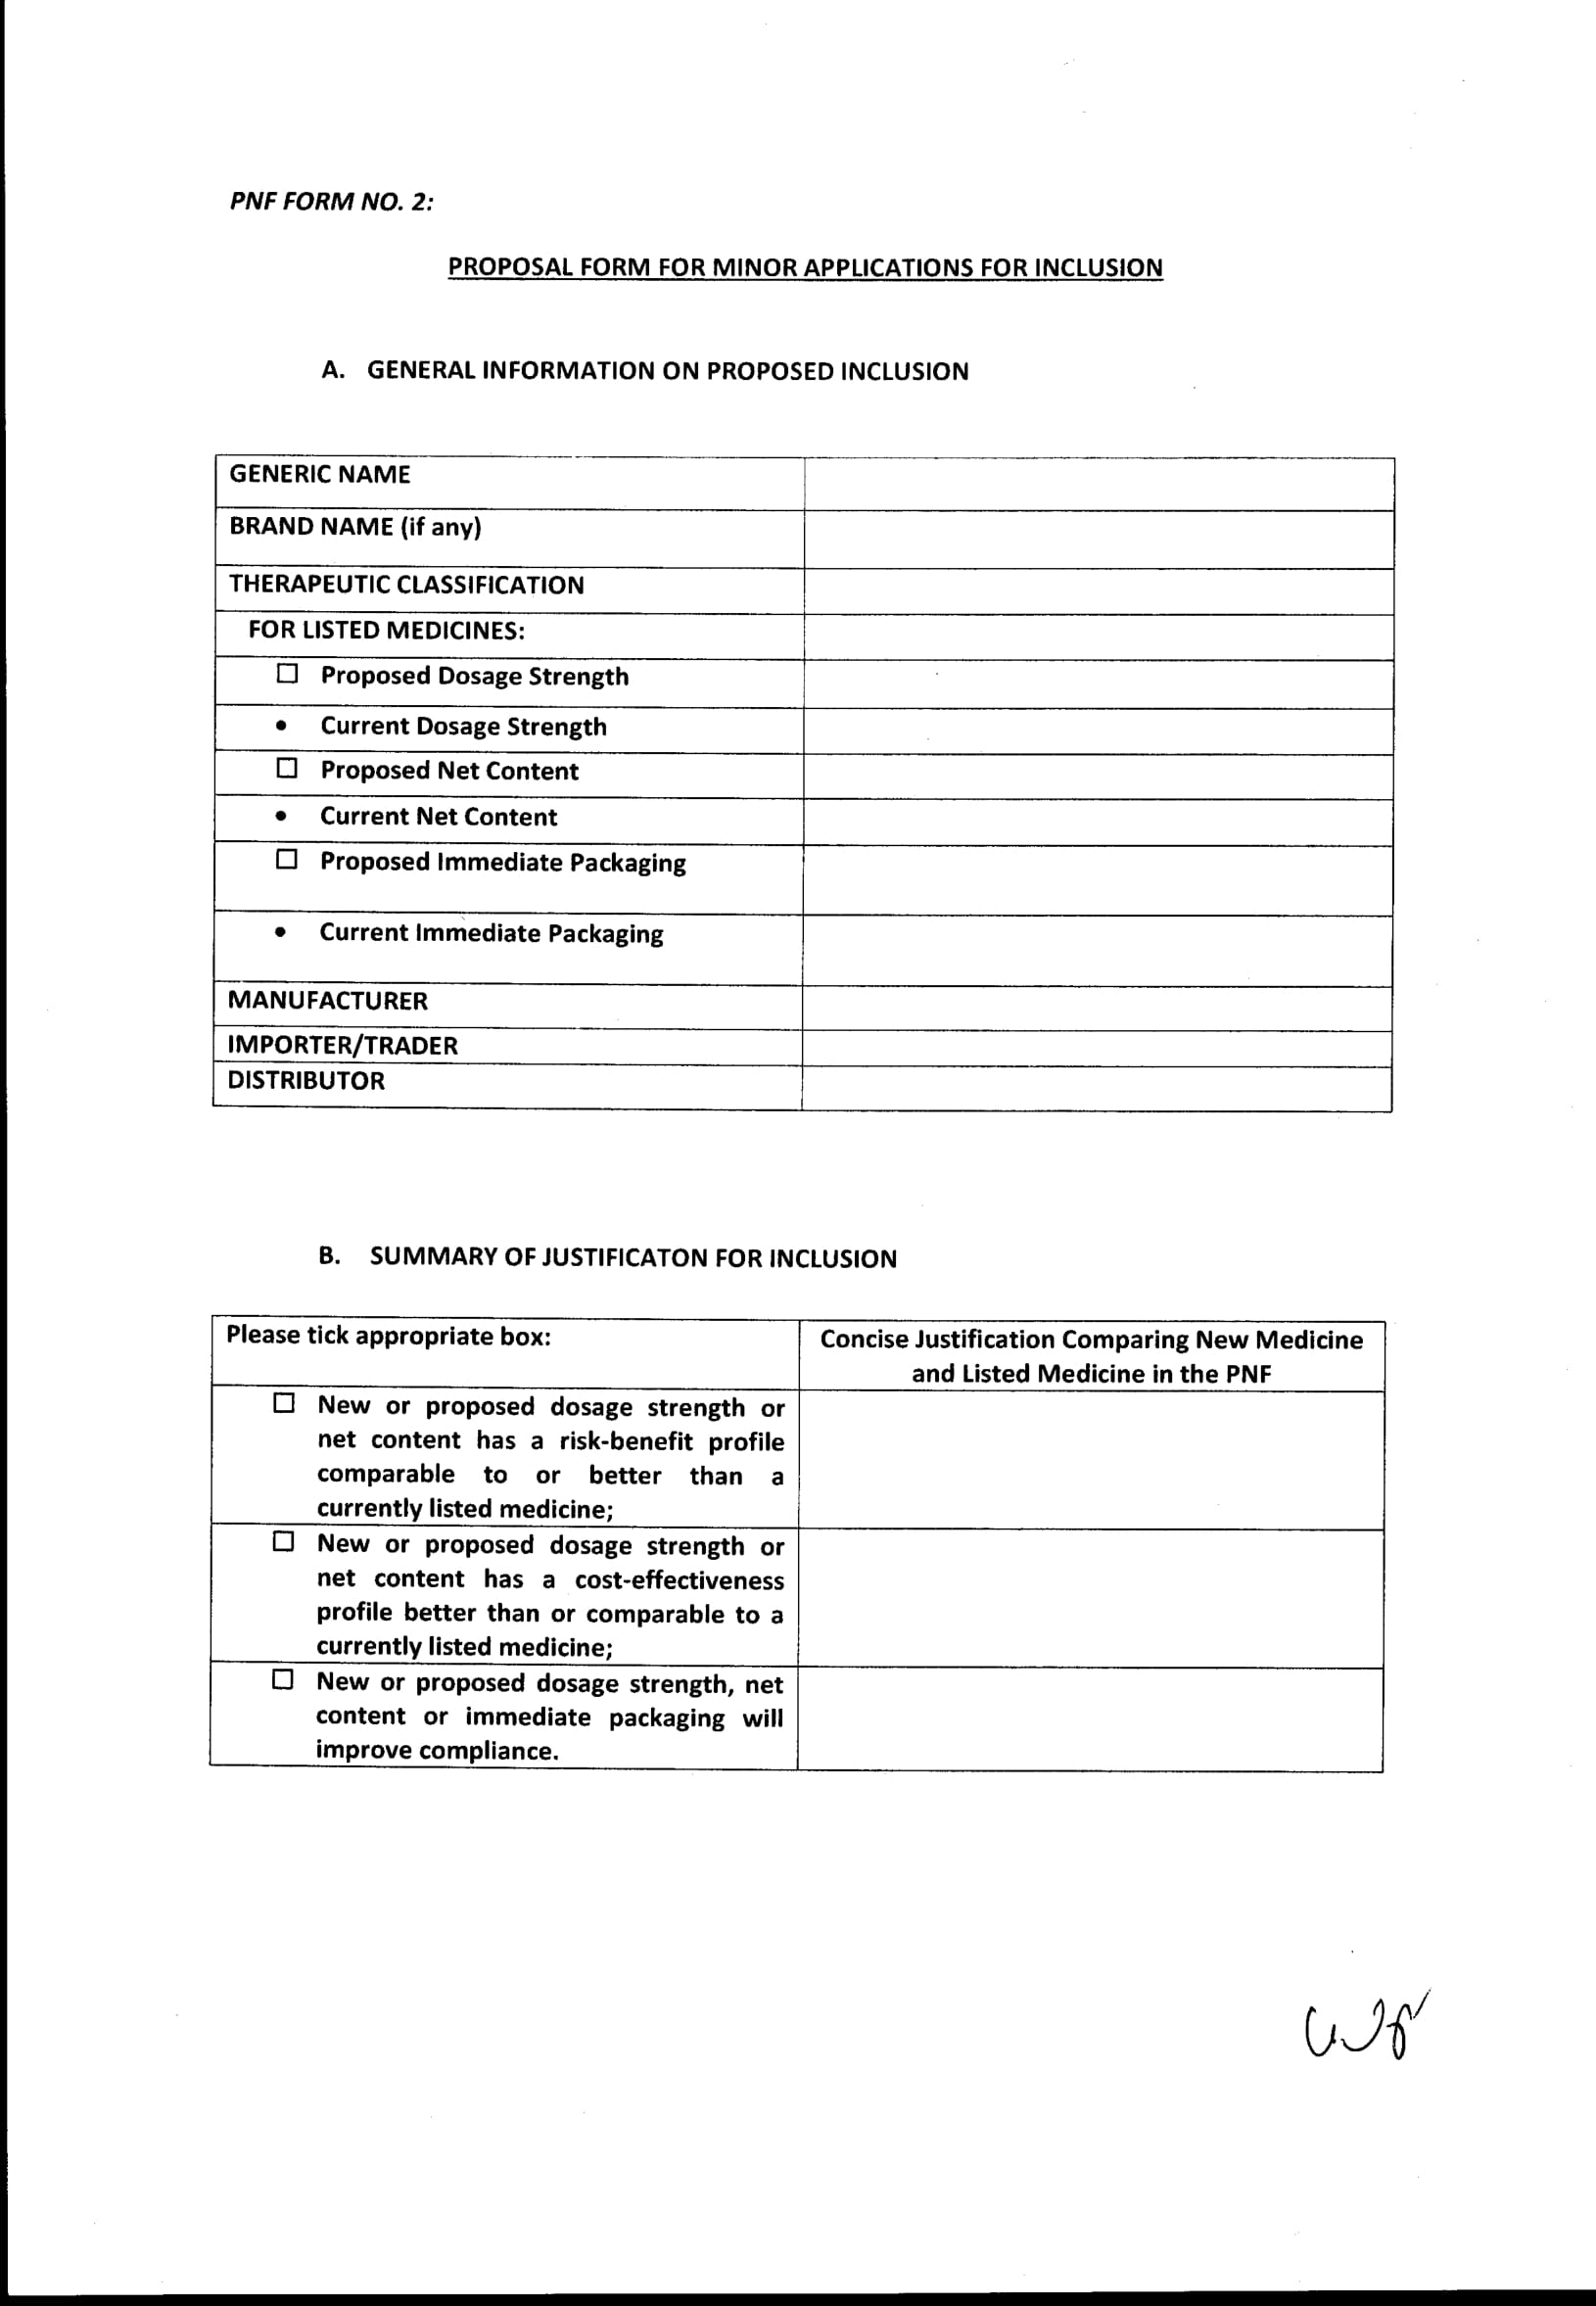 PNF FORM NO. 2:
PROPOSAL FORM FOR MINOR APPLICATIONS FOR INCLUSION
A. GENERAL INFORMATION ON PROPOSED INCLUSION
GENERIC NAME
BRAND NAME (if any)
THERAPEUTIC CLASSIFICATION
FOR LISTED MEDICINES:
☐ Proposed Dosage Strength
• Current Dosage Strength
☐ Proposed Net Content
• Current Net Content
☐ Proposed Immediate Packaging
• Current Immediate Packaging
MANUFACTURER
IMPORTER/TRADER
DISTRIBUTOR
B. SUMMARY OF JUSTIFICATON FOR INCLUSION
Please tick appropriate box:
Concise Justification Comparing New Medicine
and Listed Medicine in the PNF
☐ New or proposed dosage strength or
net content has a risk-benefit profile
comparable to or better than a
currently listed medicine;
☐ New or proposed dosage strength or
net content has a cost-effectiveness
profile better than or comparable to a
currently listed medicine;
☐ New or proposed dosage strength, net
content or immediate packaging will
improve compliance.